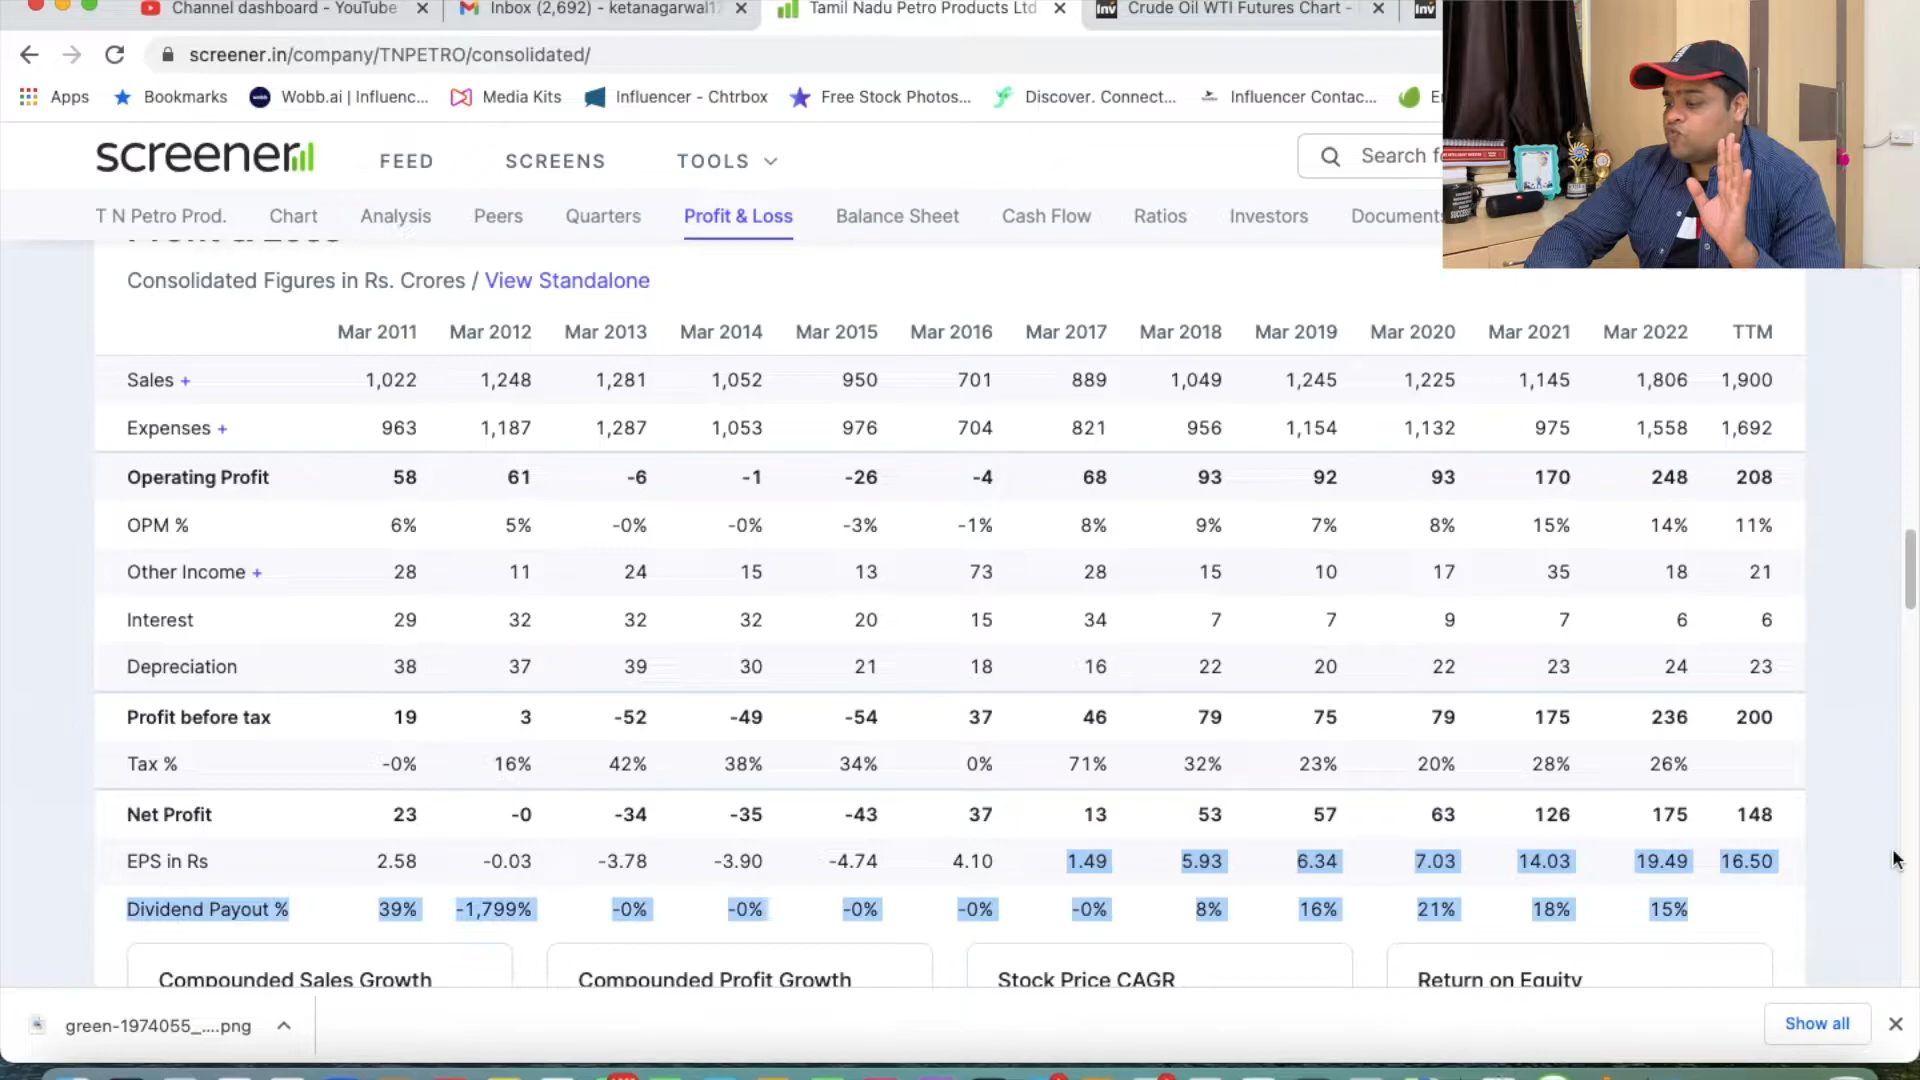 Channel dashboard - YouTube
Inbox (2,692) - ketanagarwal1
Tamil Nadu Petro Products Ltd
Crude Oil WTI Futures Chart -
Inv
screener.in/company/TNPETRO/consolidated/
Apps
Bookmarks
Wobb.ai | Influenc...
Media Kits
Influencer - Chtrbox
Free Stock Photos...
Discover. Connect...
Influencer Contac...
screener
FEED
SCREENS
TOOLS
Search f
T N Petro Prod.
Chart
Analysis
Peers
Quarters
Profit & Loss
Balance Sheet
Cash Flow
Ratios
Investors
Document
Consolidated Figures in Rs. Crores / View Standalone
Mar 2011 Mar 2012 Mar 2013 Mar 2014 Mar 2015 Mar 2016 Mar 2017 Mar 2018 Mar 2019 Mar 2020 Mar 2021 Mar 2022 TTM
Sales + 1,022 1,248 1,281 1,052 950 701 889 1,049 1,245 1,225 1,145 1,806 1,900
Expenses + 963 1,187 1,287 1,053 976 704 821 956 1,154 1,132 975 1,558 1,692
Operating Profit 58 61 -6 -1 -26 -4 68 93 92 93 170 248 208
OPM % 6% 5% -0% -0% -3% -1% 8% 9% 7% 8% 15% 14% 11%
Other Income + 28 11 24 15 13 73 28 15 10 17 35 18 21
Interest 29 32 32 32 20 15 34 7 7 9 7 6 6
Depreciation 38 37 39 30 21 18 16 22 20 22 23 24 23
Profit before tax 19 3 -52 -49 -54 37 46 79 75 79 175 236 200
Tax % -0% 16% 42% 38% 34% 0% 71% 32% 23% 20% 28% 26%
Net Profit 23 -0 -34 -35 -43 37 13 53 57 63 126 175 148
EPS in Rs 2.58 -0.03 -3.78 -3.90 -4.74 4.10 1.49 5.93 6.34 7.03 14.03 19.49 16.50
Dividend Payout % 39% -1,799% -0% -0% -0% -0% -0% 8% 16% 21% 18% 15%
Compounded Sales Growth
Compounded Profit Growth
Stock Price CAGR
Return on Equity
green-1974055_....png
Show all